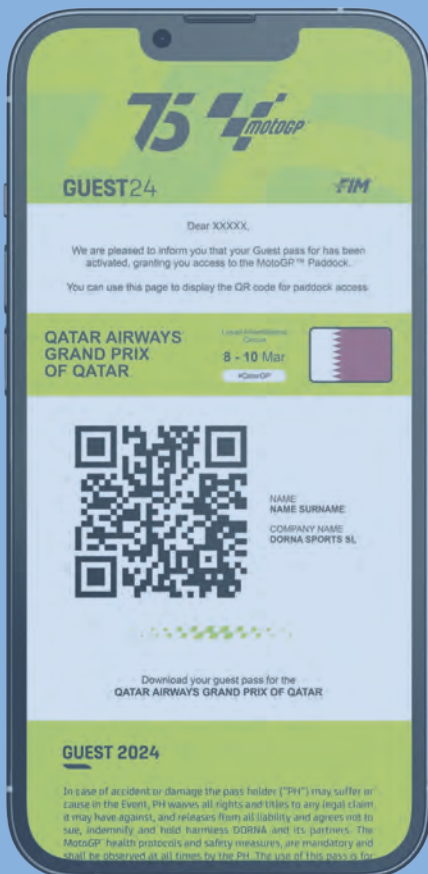 75 MotoGP
GUEST24
FIM
Dear XXXXX,
We are pleased to inform you that your Guest pass for has been
activated, granting you access to the MotoGP™ Paddock.
You can use this page to display the QR code for paddock access
QATAR AIRWAYS
GRAND PRIX
OF QATAR
Lusail International
Circuit
8 - 10 Mar
#QatarGP
NAME
NAME SURNAME
COMPANY NAME
DORNA SPORTS SL
Download your guest pass for the
QATAR AIRWAYS GRAND PRIX OF QATAR
GUEST 2024
In case of accident or damage the pass holder ("PH") may suffer or
cause in the Event, PH waives all rights and titles to any legal claim
it may have against, and releases from all liability and agrees not to
sue, indemnify and hold harmless DORNA and its partners. The
MotoGP™ health protocols and safety measures, are mandatory and
shall be observed at all times by the PH. The use of this pass is for